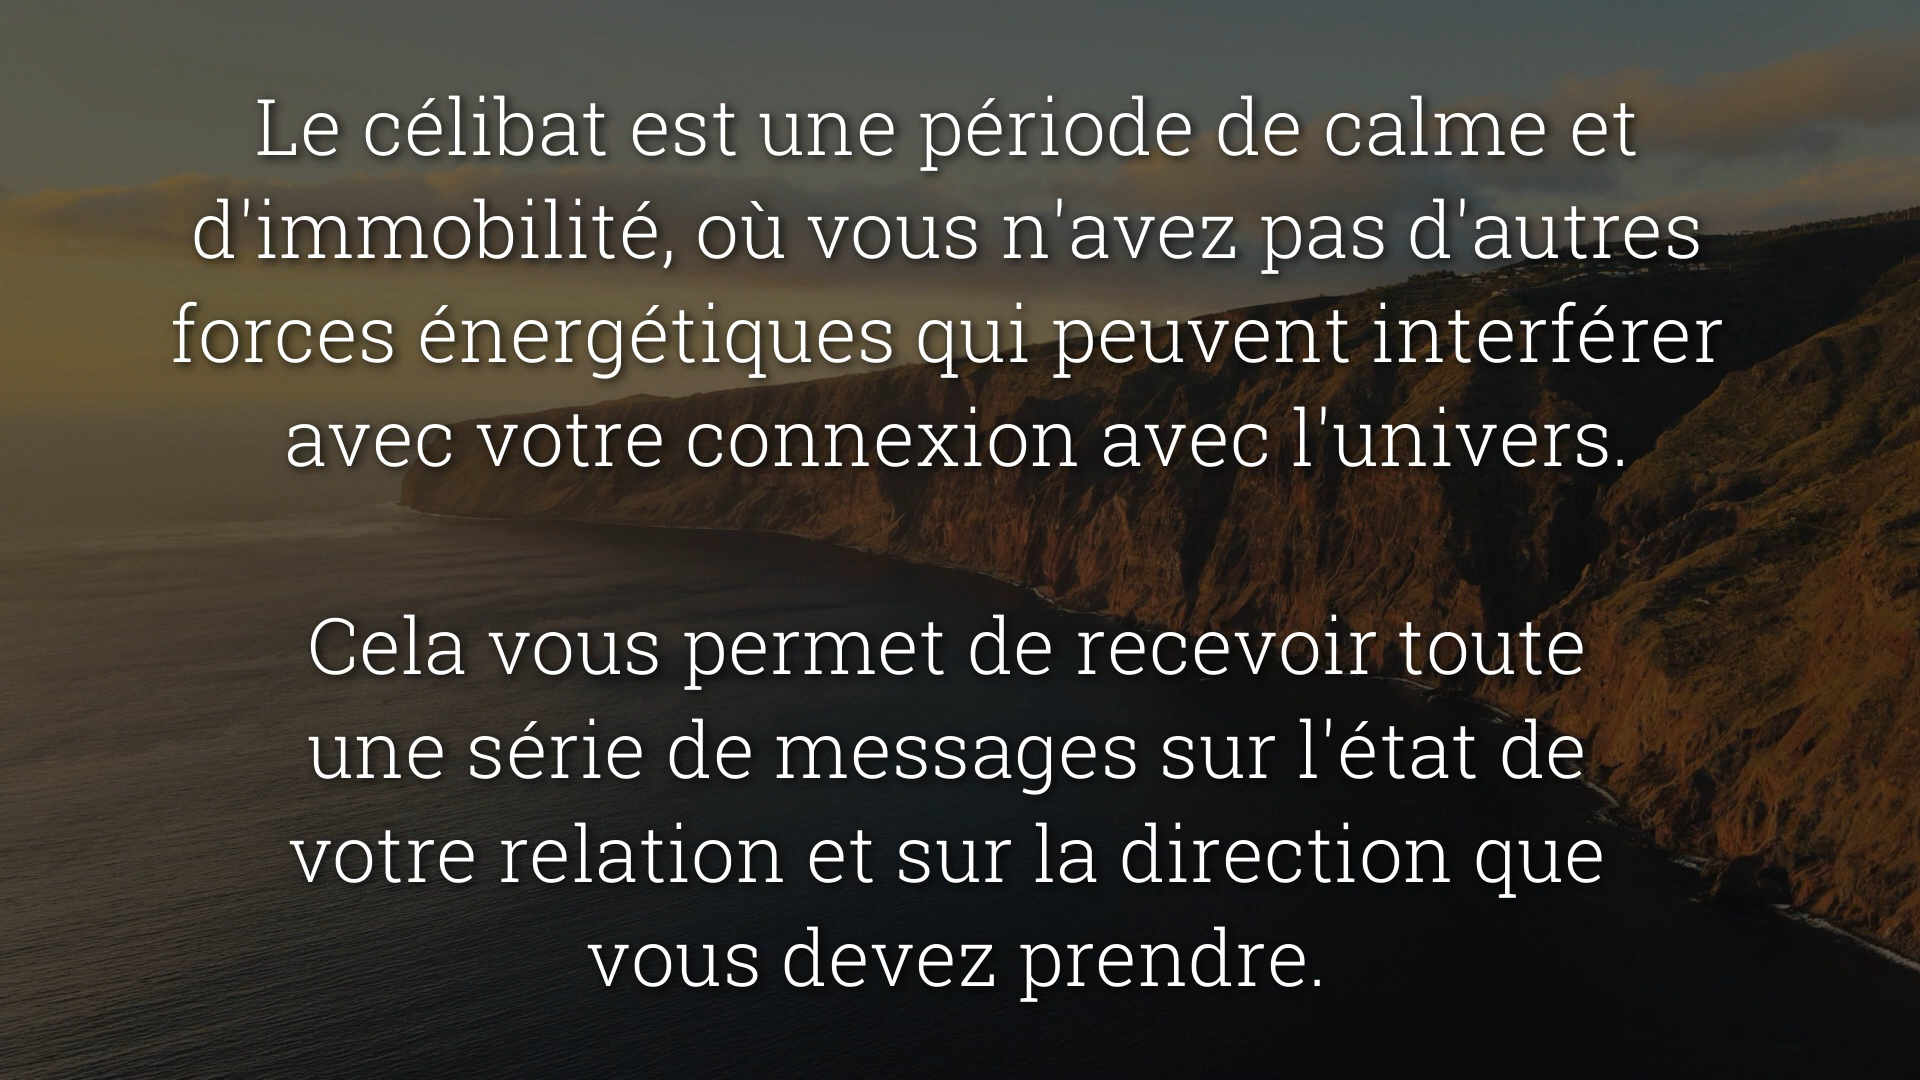 Le célibat est une période de calme et
d'immobilité, où vous n'avez pas d'autres
forces énergétiques qui peuvent interférer
avec votre connexion avec l'univers.
Cela vous permet de recevoir toute
une série de messages sur l'état de
votre relation et sur la direction que
vous devez prendre.